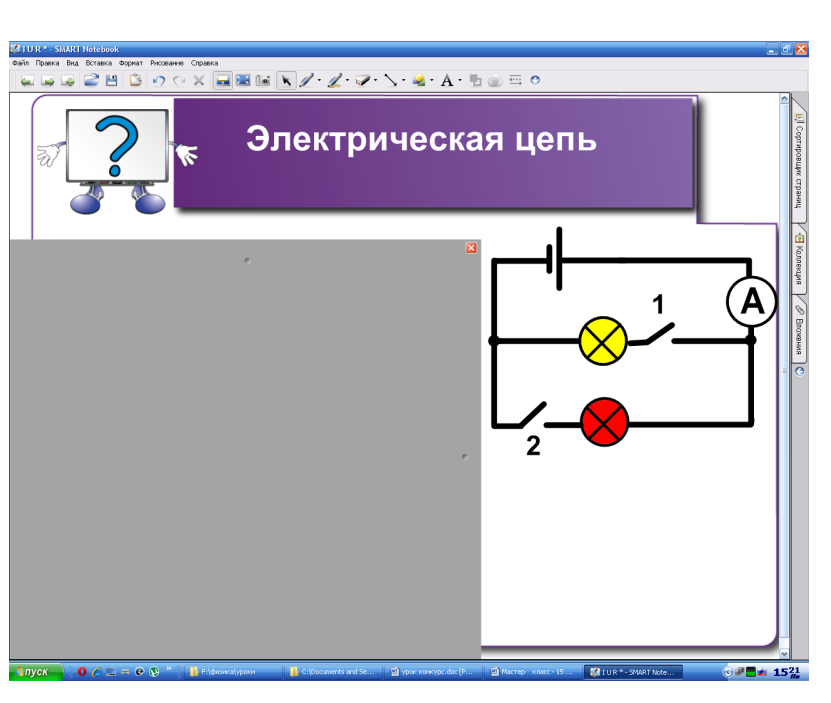 I U R * - SMART Notebook
Файл Правка Вид Вставка Формат Рисование Справка
Электрическая цепь
A
1
2
Сортировщик страниц
Коллекция
Вложения
пуск
F:\физика\уроки
C:\Documents and Se...
урок конкурс.doc [Р...
Мастер класс - 15 ...
I U R * - SMART Note...
15 21
Пн